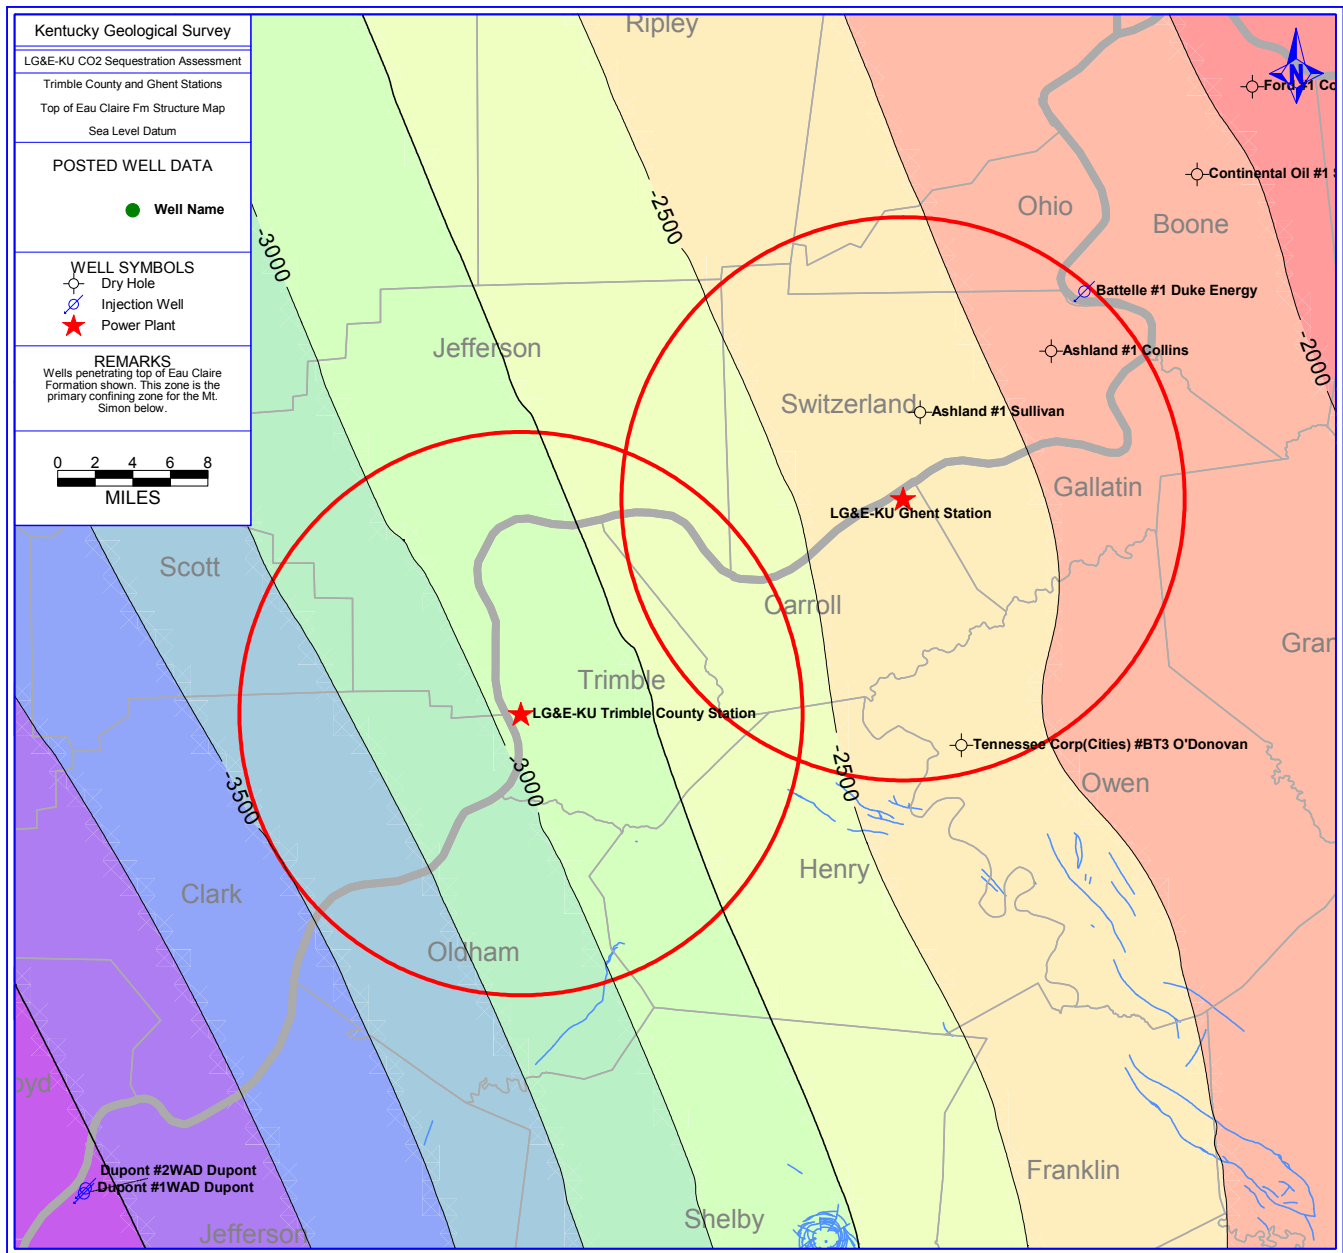 Kentucky Geological Survey
LG&E-KU CO2 Sequestration Assessment
Trimble County and Ghent Stations
Top of Eau Claire Fm Structure Map
Sea Level Datum
POSTED WELL DATA
Well Name
WELL SYMBOLS
Dry Hole
Injection Well
Power Plant
REMARKS
Wells penetrating top of Eau Claire
Formation shown. This zone is the
primary confining zone for the Mt.
Simon below.
0 2 4 6 8
MILES
Ripley
N
Ford #1 Co
Continental Oil #1
Ohio
Boone
-2500
-3000
Battelle #1 Duke Energy
Jefferson
Ashland #1 Collins
-2000
Switzerland
Ashland #1 Sullivan
Gallatin
LG&E-KU Ghent Station
Scott
Carroll
Gran
Trimble
LG&E-KU Trimble County Station
Tennessee Corp(Cities) #BT3 O'Donovan
-3000
-2500
-3500
Owen
Henry
Clark
Oldham
oyd
Franklin
Dupont #2WAD Dupont
Dupont #1WAD Dupont
Shelby
Jefferson